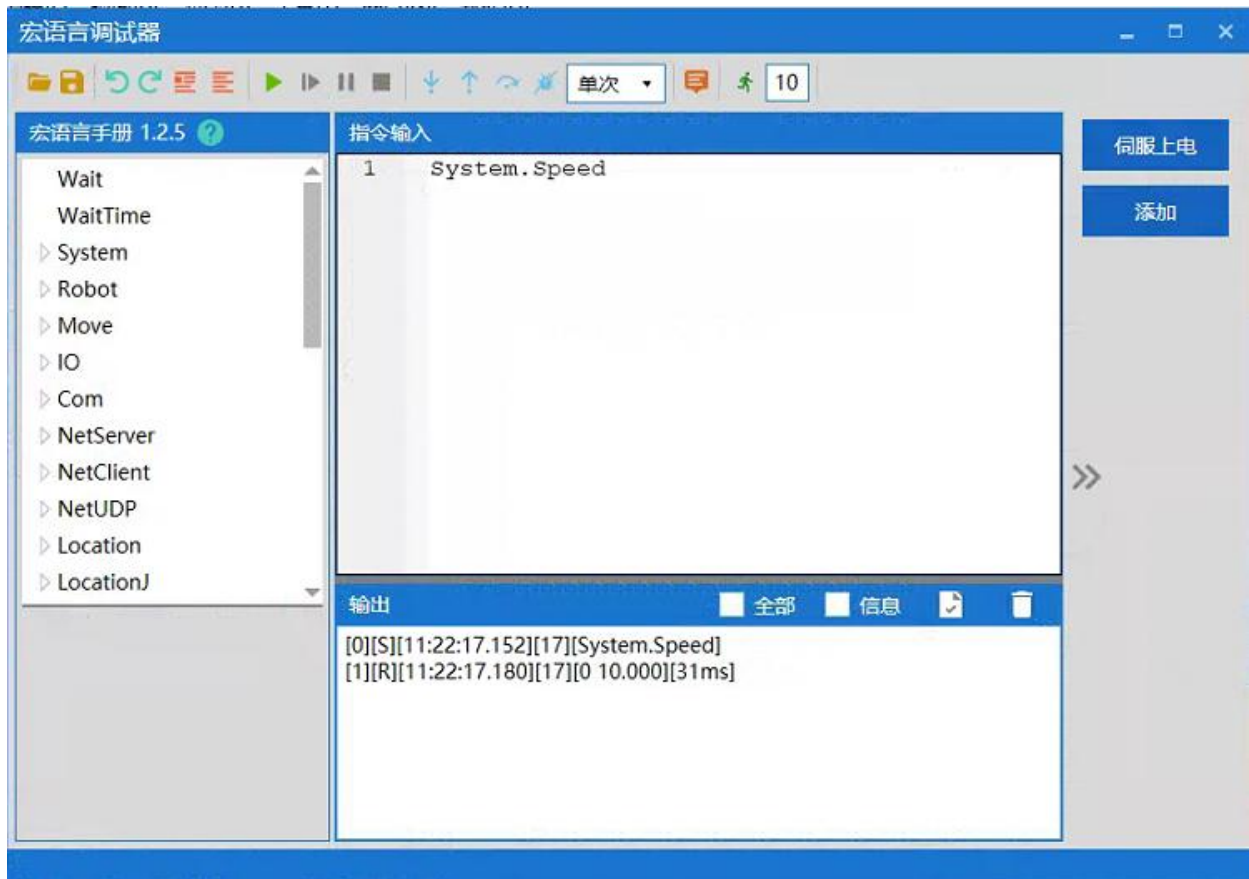 宏语言调试器
单次
10
宏语言手册 1.2.5
Wait
WaitTime
System
Robot
Move
IO
Com
NetServer
NetClient
NetUDP
Location
LocationJ
指令输入
1 System.Speed
输出 全部 信息
[0][S][11:22:17.152][17][System.Speed]
[1][R][11:22:17.180][17][0 10.000][31ms]
伺服上电
添加